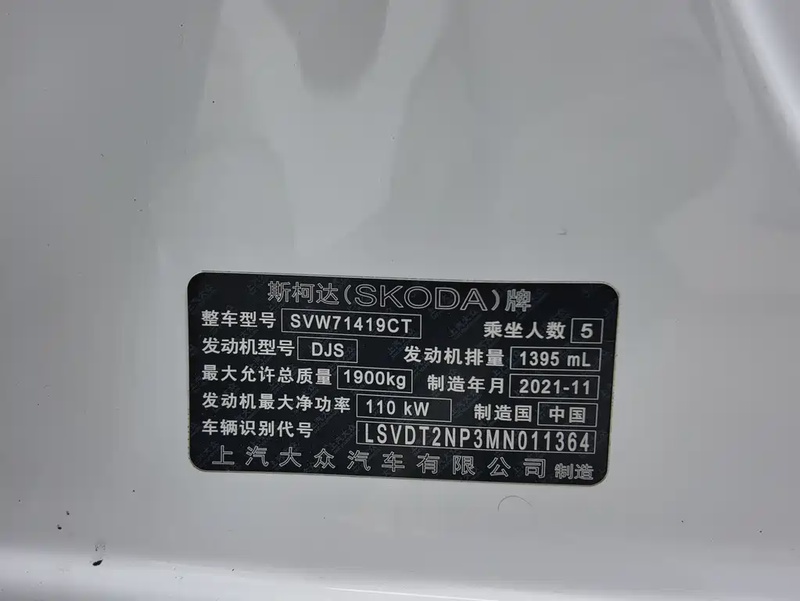 斯柯达(SKODA)牌
整车型号 SVW71419CT 乘坐人数 5
发动机型号 DJS 发动机排量 1395 mL
最大允许总质量 1900kg 制造年月 2021-11
发动机最大净功率 110 kW 制造国 中国
车辆识别代号 LSVDT2NP3MN011364
上汽大众汽车有限公司 制造